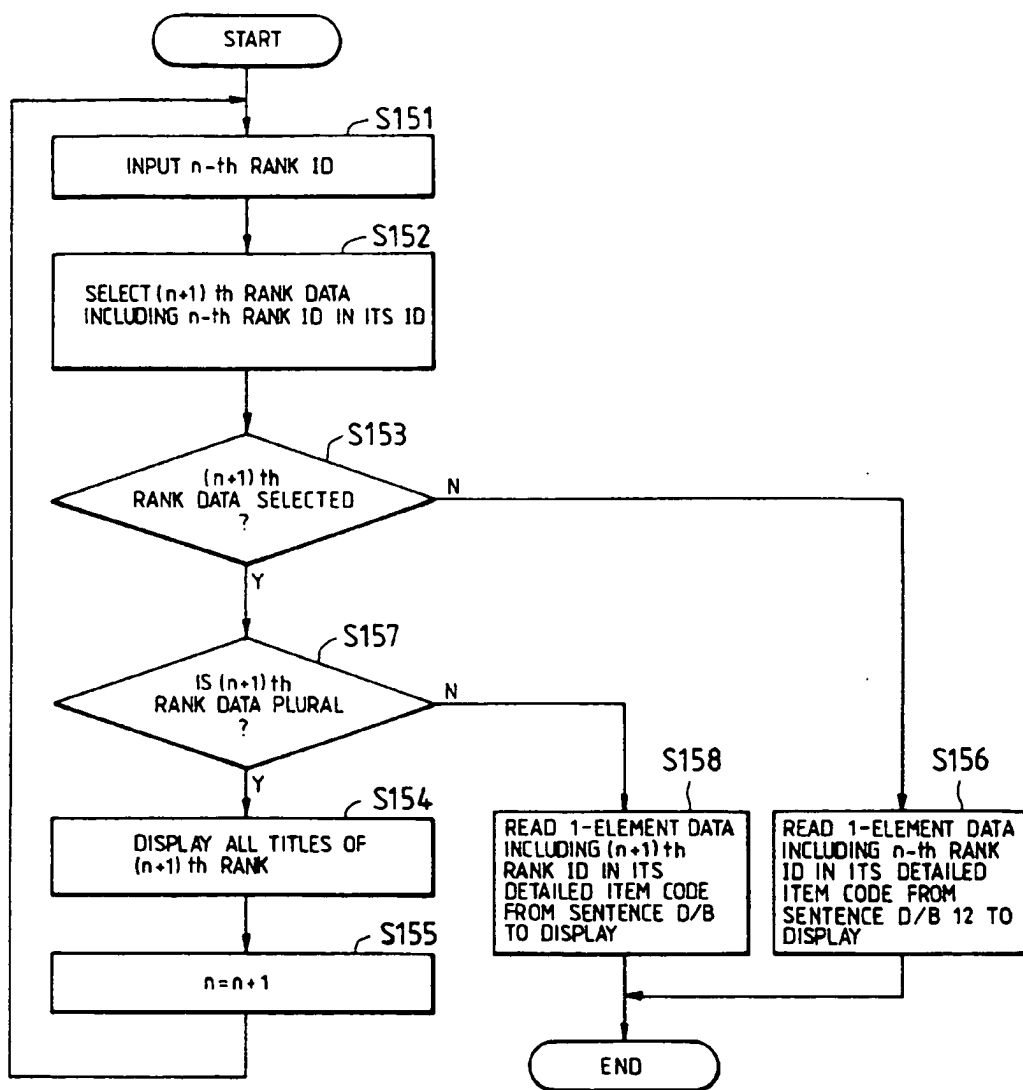 START
S151
INPUT n-th RANK ID
S152
SELECT (n+1) th RANK DATA
INCLUDING n-th RANK ID IN ITS ID
S153
(n+1) th
RANK DATA SELECTED
?
N
Y
S157
IS (n+1) th
RANK DATA PLURAL
?
N
Y
S154
DISPLAY ALL TITLES OF
(n+1) th RANK
S155
n=n+1
S158
READ 1-ELEMENT DATA
INCLUDING (n+1) th
RANK ID IN ITS
DETAILED ITEM CODE
FROM SENTENCE D/B
TO DISPLAY
S156
READ 1-ELEMENT DATA
INCLUDING n-th RANK
ID IN ITS DETAILED
ITEM CODE FROM
SENTENCE D/B 12 TO
DISPLAY
END